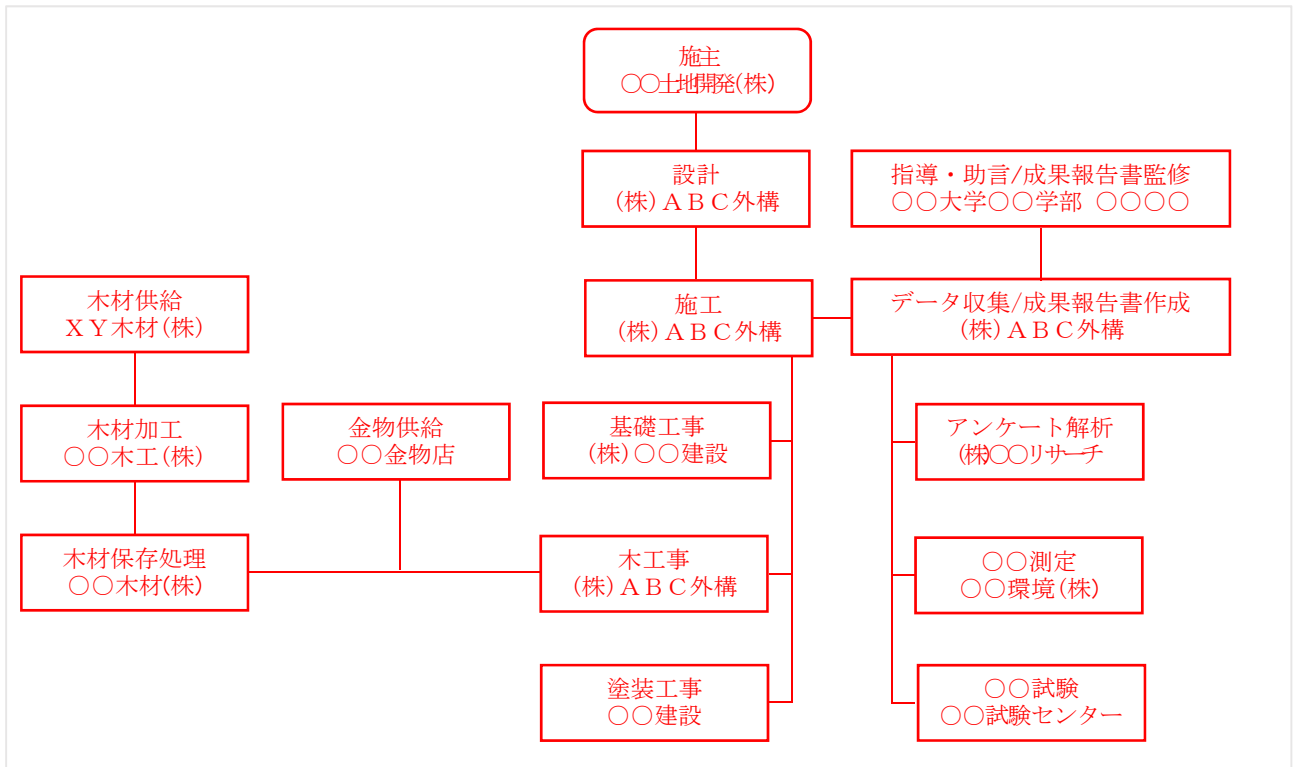 施主
○○土地開発(株)
設計
(株)ＡＢＣ外構
指導・助言/成果報告書監修
○○大学○○学部 ○○○○
木材供給
ＸＹ木材(株)
施工
(株)ＡＢＣ外構
データ収集/成果報告書作成
(株)ＡＢＣ外構
木材加工
○○木工(株)
金物供給
○○金物店
基礎工事
(株)○○建設
アンケート解析
(株)○○リサーチ
木材保存処理
○○木材(株)
木工事
(株)ＡＢＣ外構
○○測定
○○環境(株)
塗装工事
○○建設
○○試験
○○試験センター